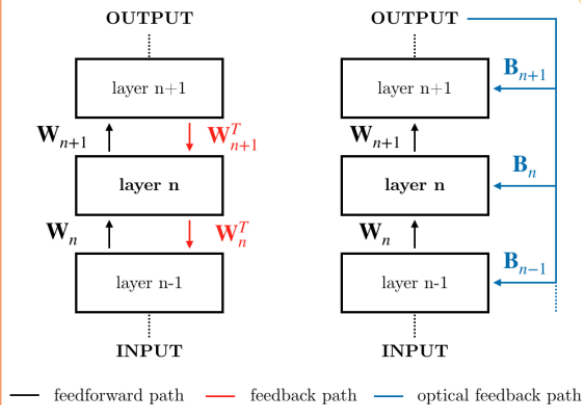 OUTPUT
layer n+1
W_{n+1}
W^T_{n+1}
layer n
W_n
W^T_n
layer n-1
INPUT
OUTPUT
B_{n+1}
layer n+1
W_{n+1}
B_n
layer n
W_n
B_{n-1}
layer n-1
INPUT
feedforward path feedback path optical feedback path